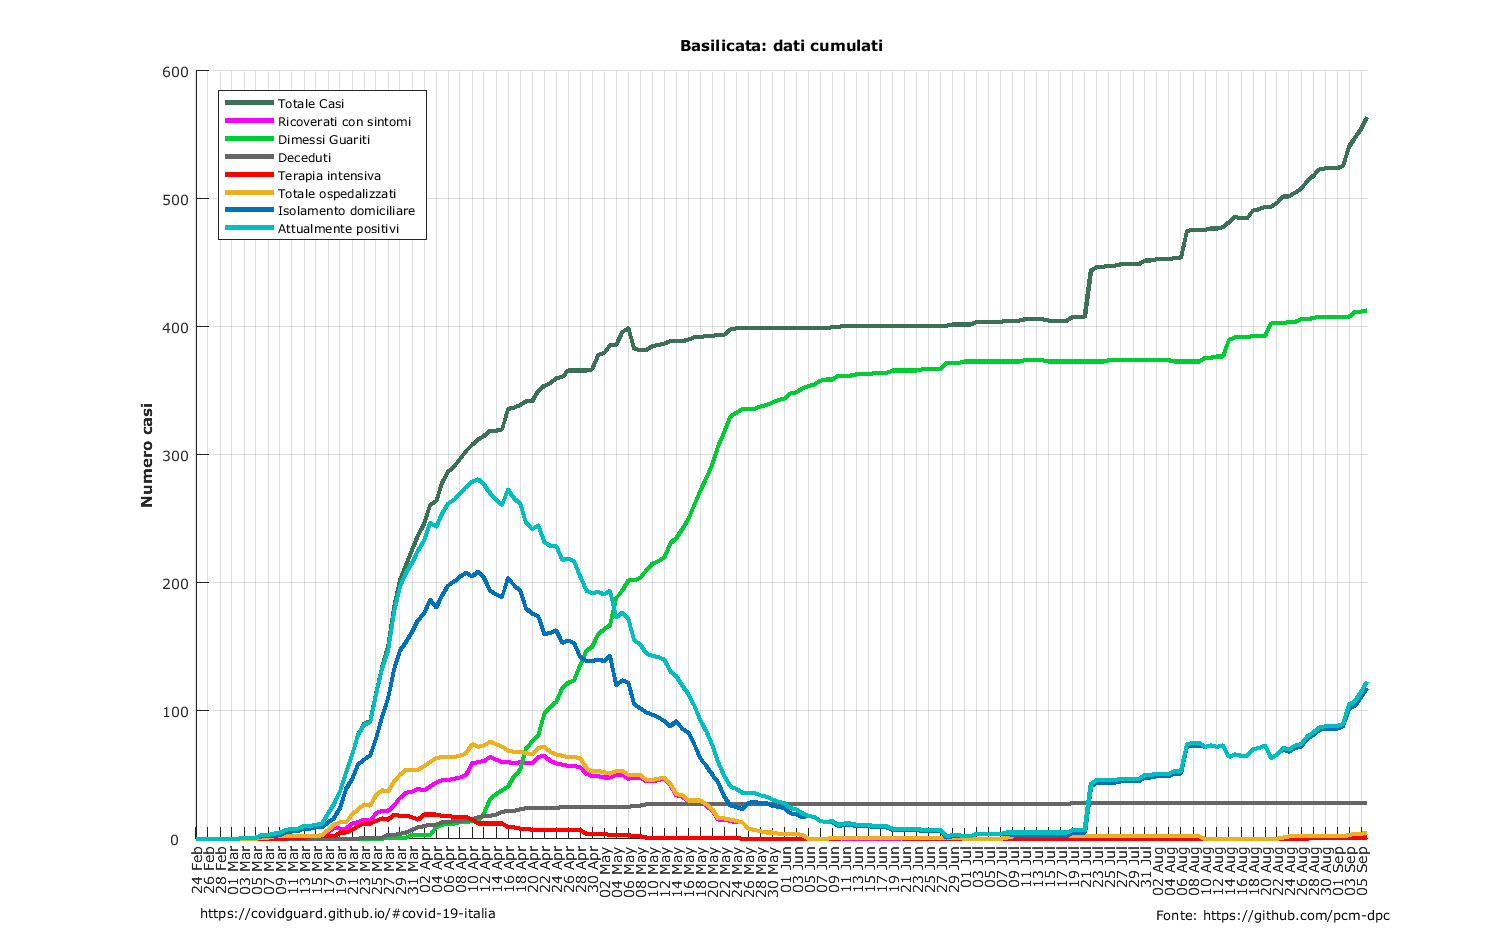 Basilicata: dati cumulati
600
500
400
300
200
100
0
Numero casi
Totale Casi
Ricoverati con sintomi
Dimessi Guariti
Deceduti
Terapia intensiva
Totale ospedalizzati
Isolamento domiciliare
Attualmente positivi
24 Feb
26 Feb
28 Feb
01 Mar
03 Mar
05 Mar
07 Mar
09 Mar
11 Mar
13 Mar
15 Mar
17 Mar
19 Mar
21 Mar
23 Mar
25 Mar
27 Mar
29 Mar
31 Mar
02 Apr
04 Apr
06 Apr
08 Apr
10 Apr
12 Apr
14 Apr
16 Apr
18 Apr
20 Apr
22 Apr
24 Apr
26 Apr
28 Apr
30 Apr
02 May
04 May
06 May
08 May
10 May
12 May
14 May
16 May
18 May
20 May
22 May
24 May
26 May
28 May
30 May
01 Jun
03 Jun
05 Jun
07 Jun
09 Jun
11 Jun
13 Jun
15 Jun
17 Jun
19 Jun
21 Jun
23 Jun
25 Jun
27 Jun
29 Jun
01 Jul
03 Jul
05 Jul
07 Jul
09 Jul
11 Jul
13 Jul
15 Jul
17 Jul
19 Jul
21 Jul
23 Jul
25 Jul
27 Jul
29 Jul
31 Jul
02 Aug
04 Aug
06 Aug
08 Aug
10 Aug
12 Aug
14 Aug
16 Aug
18 Aug
20 Aug
22 Aug
24 Aug
26 Aug
28 Aug
30 Aug
01 Sep
03 Sep
05 Sep
https://covidguard.github.io/#covid-19-italia
Fonte: https://github.com/pcm-dpc